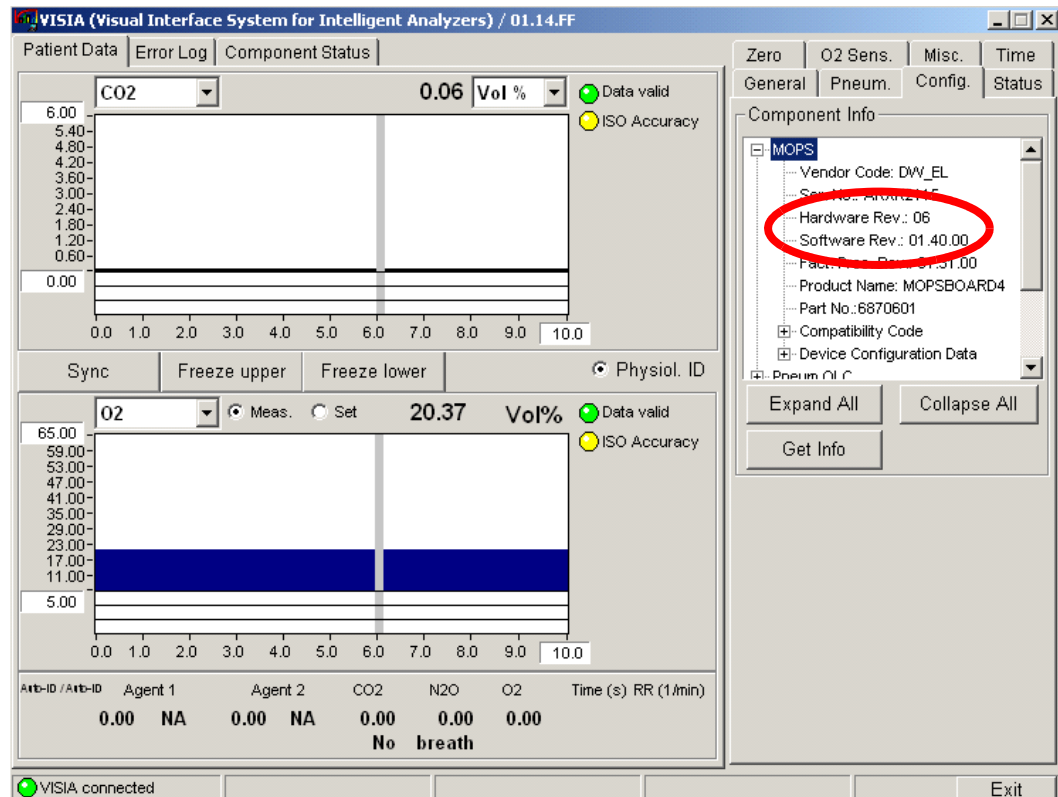 VISIA (Visual Interface System for Intelligent Analyzers) / 01.14.FF
Patient Data Error Log Component Status
CO2 0.06 Vol %
Data valid
ISO Accuracy
6.00
5.40
4.80
4.20
3.60
3.00
2.40
1.80
1.20
0.60
0.00
0.0 1.0 2.0 3.0 4.0 5.0 6.0 7.0 8.0 9.0 10.0
Sync Freeze upper Freeze lower Physiol. ID
O2 Meas. Set 20.37 Vol%
Data valid
ISO Accuracy
65.00
59.00
53.00
47.00
41.00
35.00
29.00
23.00
17.00
11.00
5.00
0.0 1.0 2.0 3.0 4.0 5.0 6.0 7.0 8.0 9.0 10.0
Auto-ID / Auto-ID Agent 1 Agent 2 CO2 N2O O2 Time (s) RR (1/min)
0.00 NA 0.00 NA 0.00 0.00 0.00
No breath
Zero O2 Sens. Misc. Time
General Pneum. Config. Status
Component Info
MOPS
Vendor Code: DW_EL
Hardware Rev.: 06
Software Rev.: 01.40.00
Product Name: MOPSBOARD4
Part No.:6870601
Compatibility Code
Device Configuration Data
Pneum OLC
Expand All Collapse All
Get Info
VISIA connected
Exit